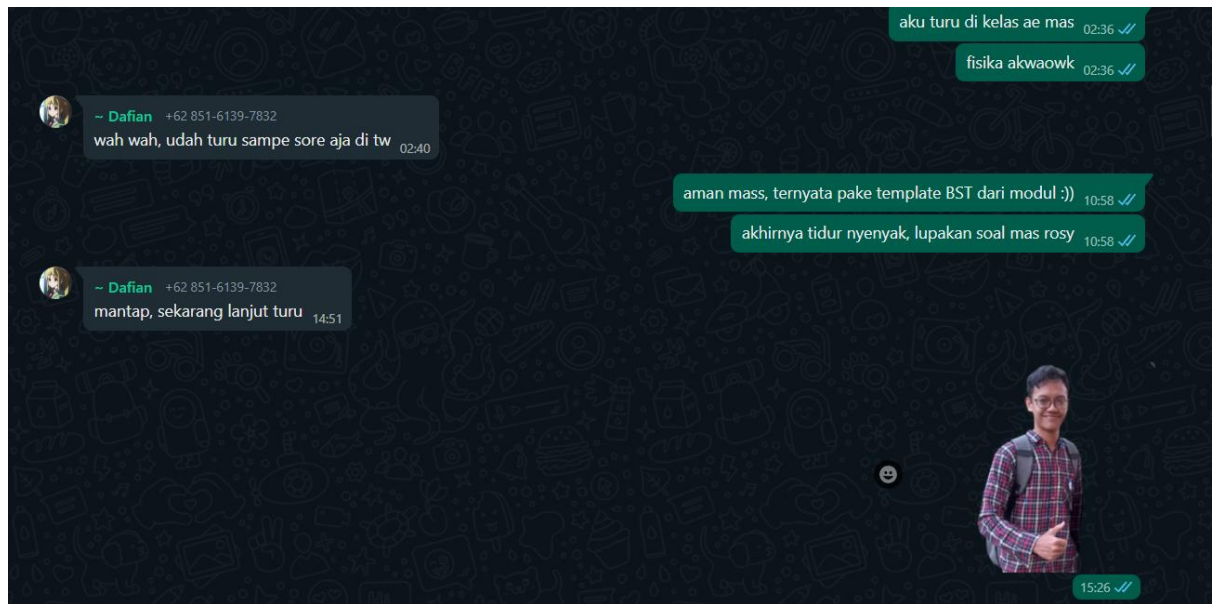 aku turu di kelas ae mas 02:36
fisika akwaowk 02:36
~ Dafian +62 851-6139-7832
wah wah, udah turu sampe sore aja di tw 02:40
aman mass, ternyata pake template BST dari modul :)) 10:58
akhirnya tidur nyenyak, lupakan soal mas rosy 10:58
~ Dafian +62 851-6139-7832
mantap, sekarang lanjut turu 14:51
15:26